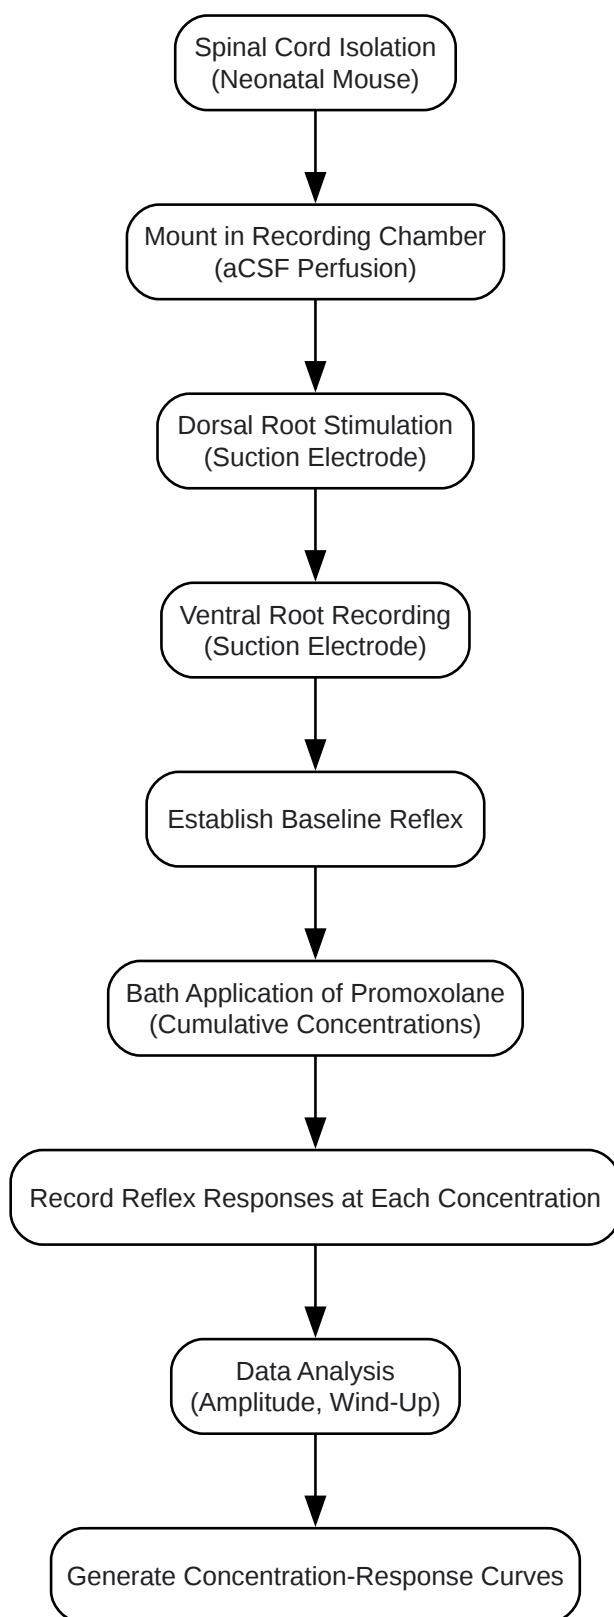 Spinal Cord Isolation
(Neonatal Mouse)
Mount in Recording Chamber
(aCSF Perfusion)
Dorsal Root Stimulation
(Suction Electrode)
Ventral Root Recording
(Suction Electrode)
Establish Baseline Reflex
Bath Application of Promoxolane
(Cumulative Concentrations)
Record Reflex Responses at Each Concentration
Data Analysis
(Amplitude, Wind-Up)
Generate Concentration-Response Curves